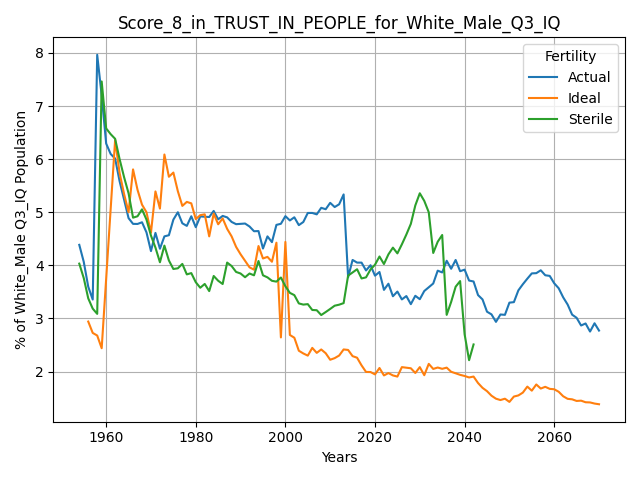 Score_8_in_TRUST_IN_PEOPLE_for_White_Male_Q3_IQ
Fertility
Actual
Ideal
Sterile
% of White_Male Q3_IQ Population
8
7
6
5
4
3
2
1960 1980 2000 2020 2040 2060
Years